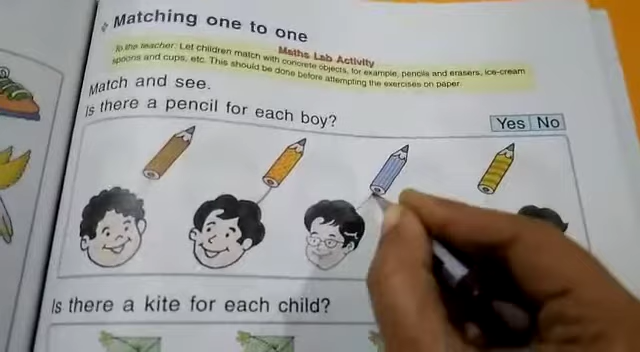 Matching one to one
Maths Lab Activity
To the teacher: Let children match with concrete objects, for example, pencils and erasers, ice-cream
spoons and cups, etc. This should be done before attempting the exercises on paper.
Match and see.
Is there a pencil for each boy?
Yes No
Is there a kite for each child?